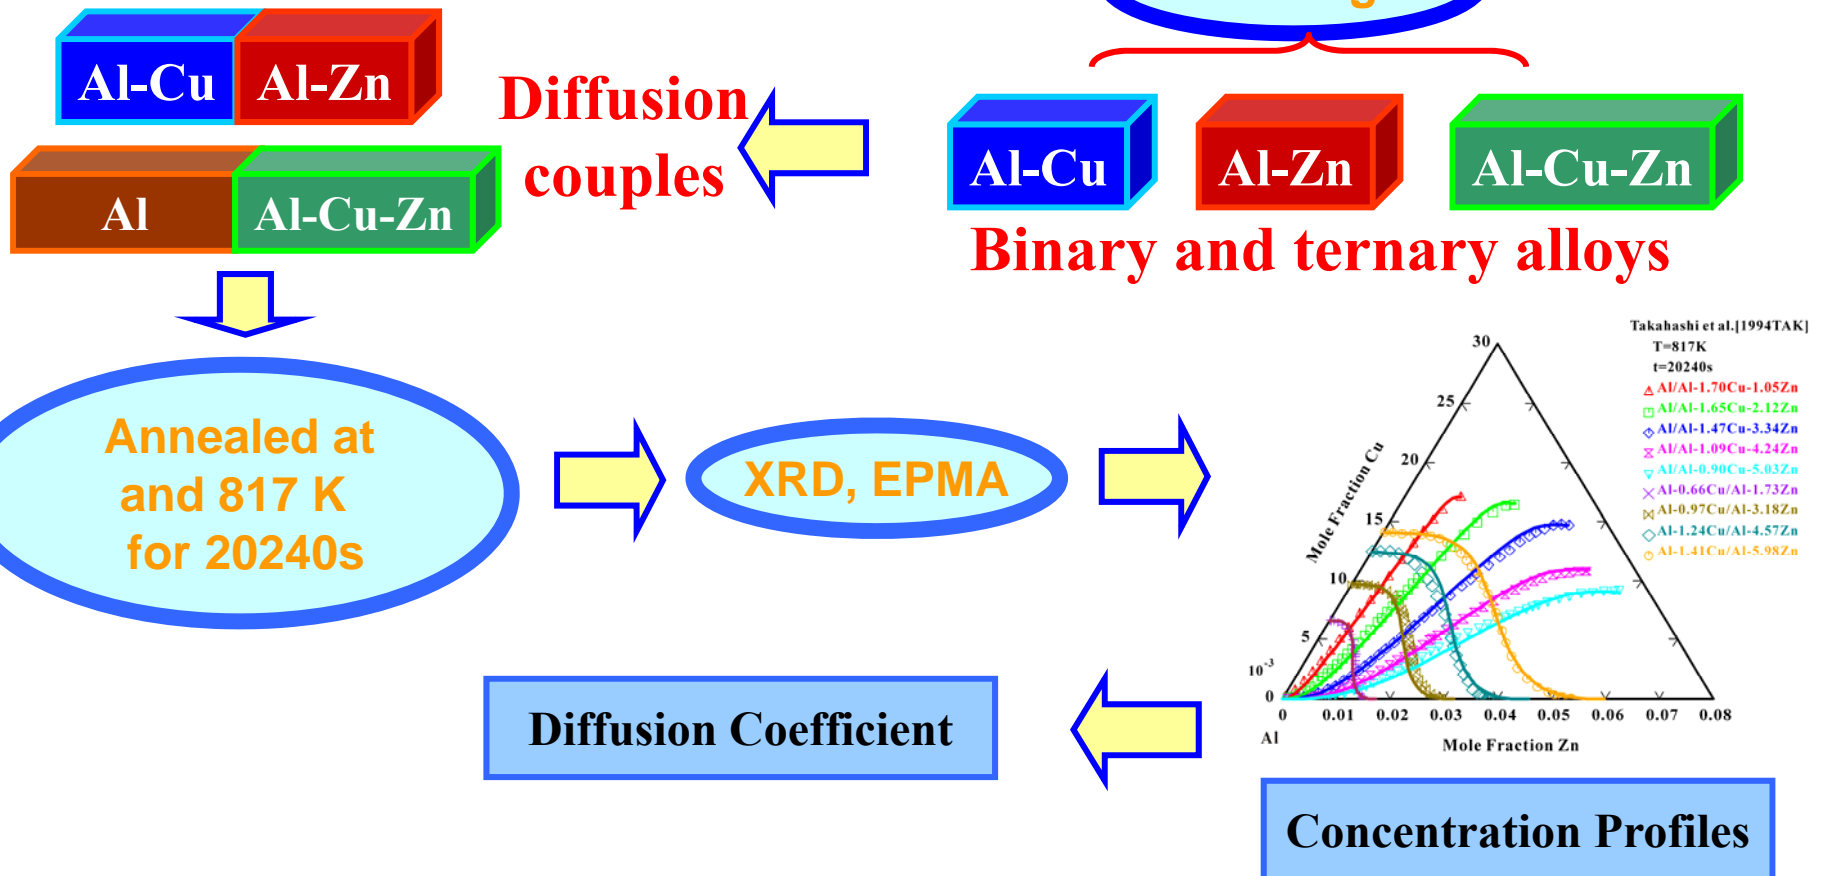 Al-Cu
Al-Zn
Al
Al-Cu-Zn
Diffusion
couples
Al-Cu
Al-Zn
Al-Cu-Zn
Binary and ternary alloys
Annealed at
and 817 K
for 20240s
XRD, EPMA
Takahashi et al.[1994TAK]
T=817K
t=20240s
Al/Al-1.70Cu-1.05Zn
Al/Al-1.65Cu-2.12Zn
Al/Al-1.47Cu-3.34Zn
Al/Al-1.09Cu-4.24Zn
Al/Al-0.90Cu-5.03Zn
Al-0.66Cu/Al-1.73Zn
Al-0.97Cu/Al-3.18Zn
Al-1.24Cu/Al-4.57Zn
Al-1.41Cu/Al-5.98Zn
30
25
20
15
10
5
10-3
0
Mole Fraction Cu
0 0.01 0.02 0.03 0.04 0.05 0.06 0.07 0.08
Al
Mole Fraction Zn
Diffusion Coefficient
Concentration Profiles